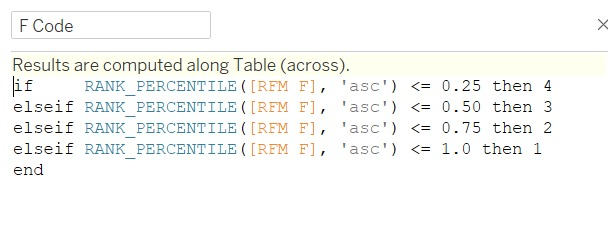 F Code
Results are computed along Table (across).
if     RANK_PERCENTILE([RFM F], 'asc') <= 0.25 then 4
elseif RANK_PERCENTILE([RFM F], 'asc') <= 0.50 then 3
elseif RANK_PERCENTILE([RFM F], 'asc') <= 0.75 then 2
elseif RANK_PERCENTILE([RFM F], 'asc') <= 1.0 then 1
end